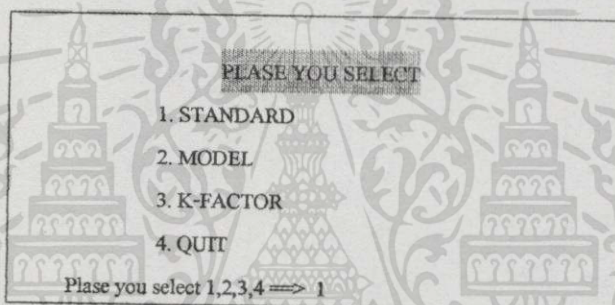 PLASE YOU SELECT
1. STANDARD
2. MODEL
3. K-FACTOR
4. QUIT
Plase you select 1,2,3,4 ==> 1